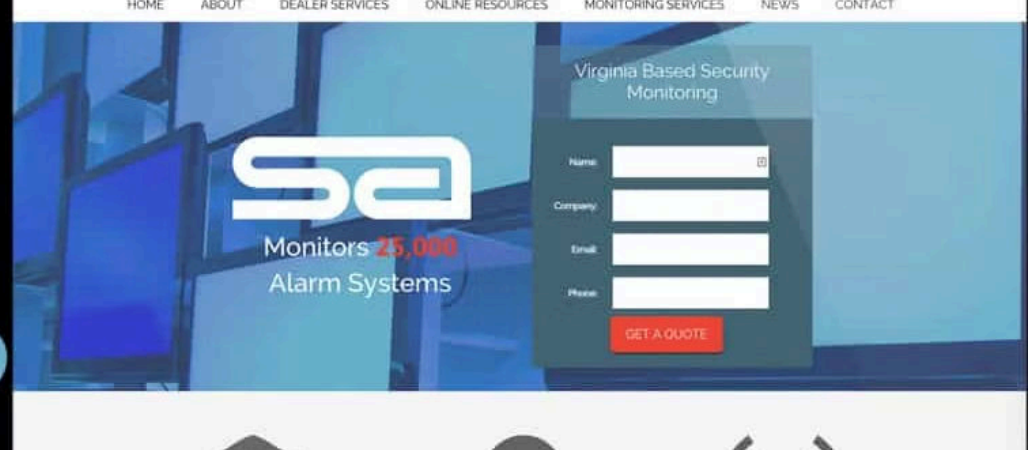 HOME ABOUT DEALER SERVICES ONLINE RESOURCES MONITORING SERVICES NEWS CONTACT
Virginia Based Security
Monitoring
sa
Monitors 25,000
Alarm Systems
Name:
Company:
Email:
Phone:
GET A QUOTE